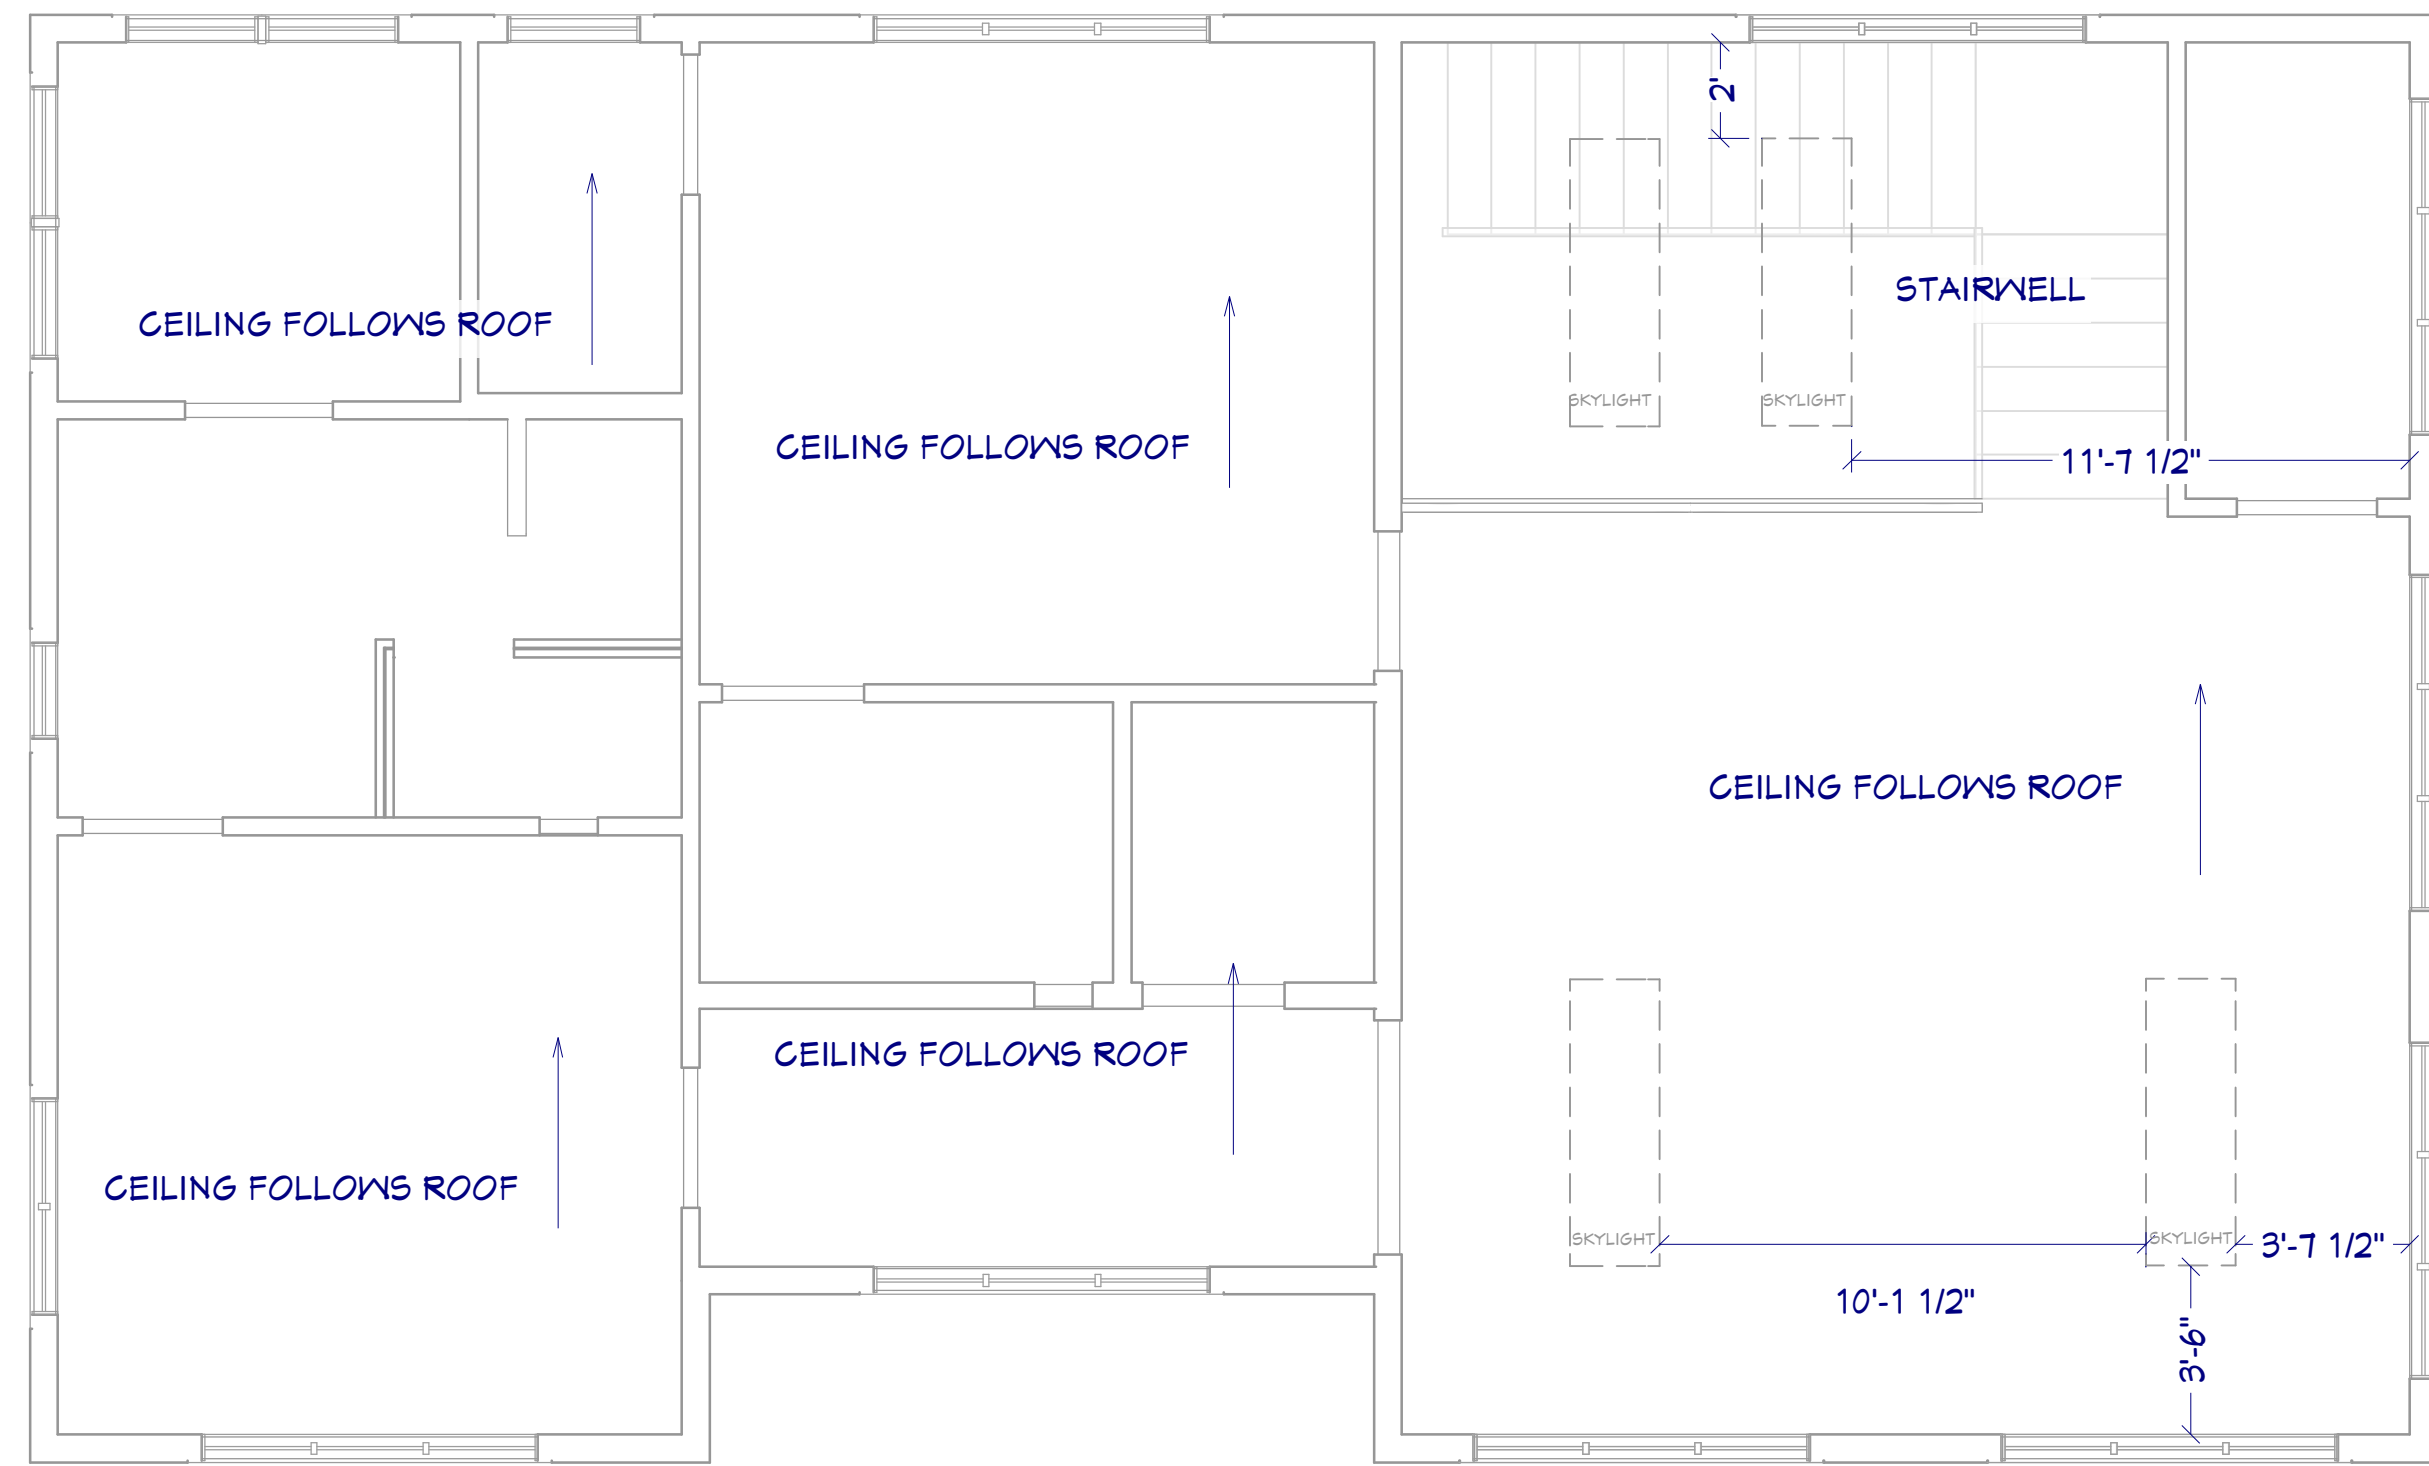 2'
STAIRWELL
CEILING FOLLOWS ROOF
SKYLIGHT
SKYLIGHT
CEILING FOLLOWS ROOF
11'-7 1/2"
CEILING FOLLOWS ROOF
CEILING FOLLOWS ROOF
CEILING FOLLOWS ROOF
SKYLIGHT
SKYLIGHT
3'-7 1/2"
10'-1 1/2"
3'-6"